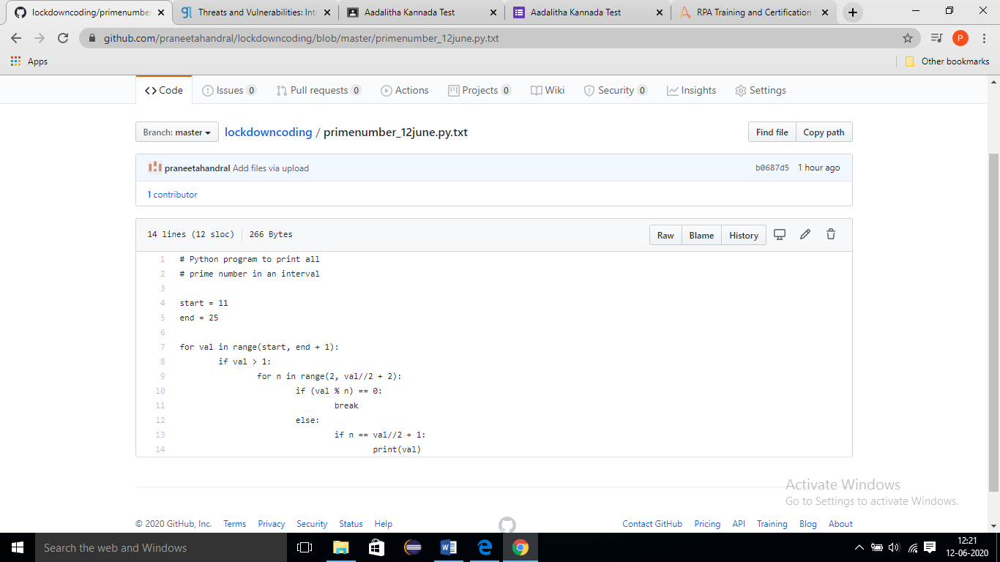 lockdowncoding/primenumber
Threats and Vulnerabilities: Int
Aadalitha Kannada Test
Aadalitha Kannada Test
RPA Training and Certification
github.com/praneetahandral/lockdowncoding/blob/master/primenumber_12june.py.txt
P
Apps
Other bookmarks
Code
Issues 0
Pull requests 0
Actions
Projects 0
Wiki
Security 0
Insights
Settings
Branch: master
lockdowncoding / primenumber_12june.py.txt
Find file
Copy path
praneetahandral Add files via upload
b0687d5 1 hour ago
1 contributor
14 lines (12 sloc) 266 Bytes
Raw
Blame
History
1 # Python program to print all
2 # prime number in an interval
3
4 start = 11
5 end = 25
6
7 for val in range(start, end + 1):
8 if val > 1:
9 for n in range(2, val//2 + 2):
10 if (val % n) == 0:
11 break
12 else:
13 if n == val//2 + 1:
14 print(val)
Activate Windows
Go to Settings to activate Windows.
© 2020 GitHub, Inc.
Terms
Privacy
Security
Status
Help
Contact GitHub
Pricing
API
Training
Blog
About
Search the web and Windows
12:21
12-06-2020